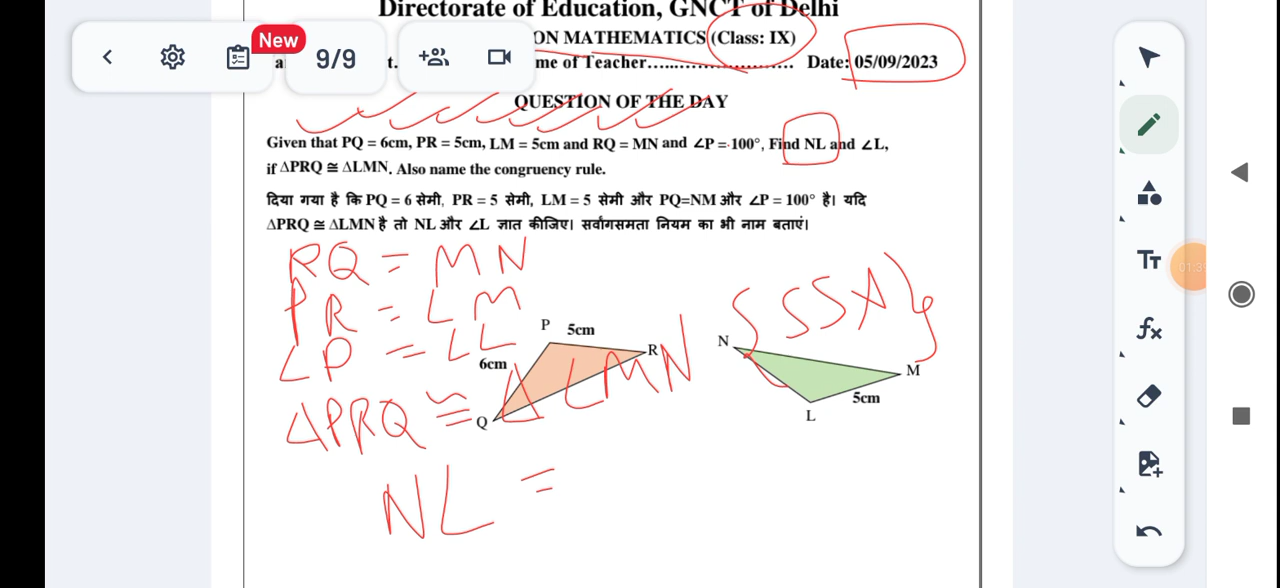 Directorate of Education, GNCT of Delhi
ON MATHEMATICS (Class: IX)
New
9/9
t.
me of Teacher........................ Date: 05/09/2023
QUESTION OF THE DAY
Given that PQ = 6cm, PR = 5cm, LM = 5cm and RQ = MN and ∠P = 100°, Find NL and ∠L,
if ΔPRQ ≅ ΔLMN. Also name the congruency rule.
दिया गया है कि PQ = 6 सेमी, PR = 5 सेमी, LM = 5 सेमी और PQ=NM और ∠P = 100° है। यदि
ΔPRQ ≅ ΔLMN है तो NL और ∠L ज्ञात कीजिए। सर्वांगसमता नियम का भी नाम बताएं।
RQ = MN
PR = LM
∠P = ∠L
{SSSA}
ΔPRQ ≅ ΔLMN
NL =
P
5cm
R
6cm
Q
N
M
5cm
L
Tт
fx